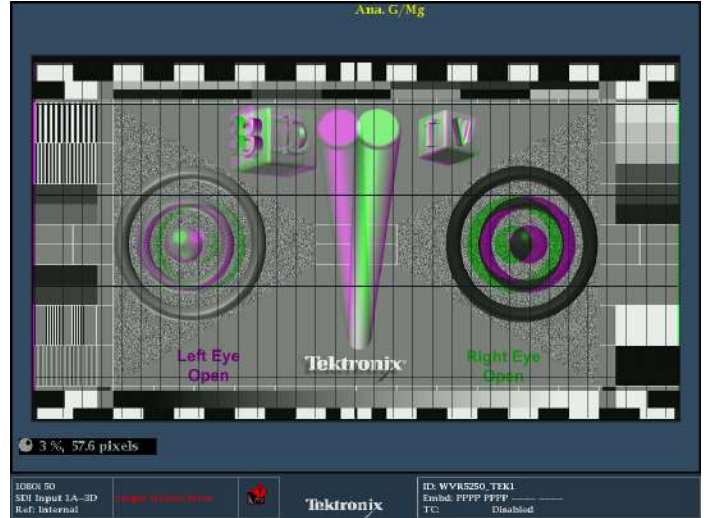 Ana. G/Mg
3 D TV
Left Eye
Open
Tektronix
Right Eye
Open
3 %, 57.6 pixels
1080i 50
SDI Input 1A-3D
Ref: Internal
Tektronix
ID: WVR5250_TEK1
Embd: PPPP PPPP ---- ----
TC: Disabled